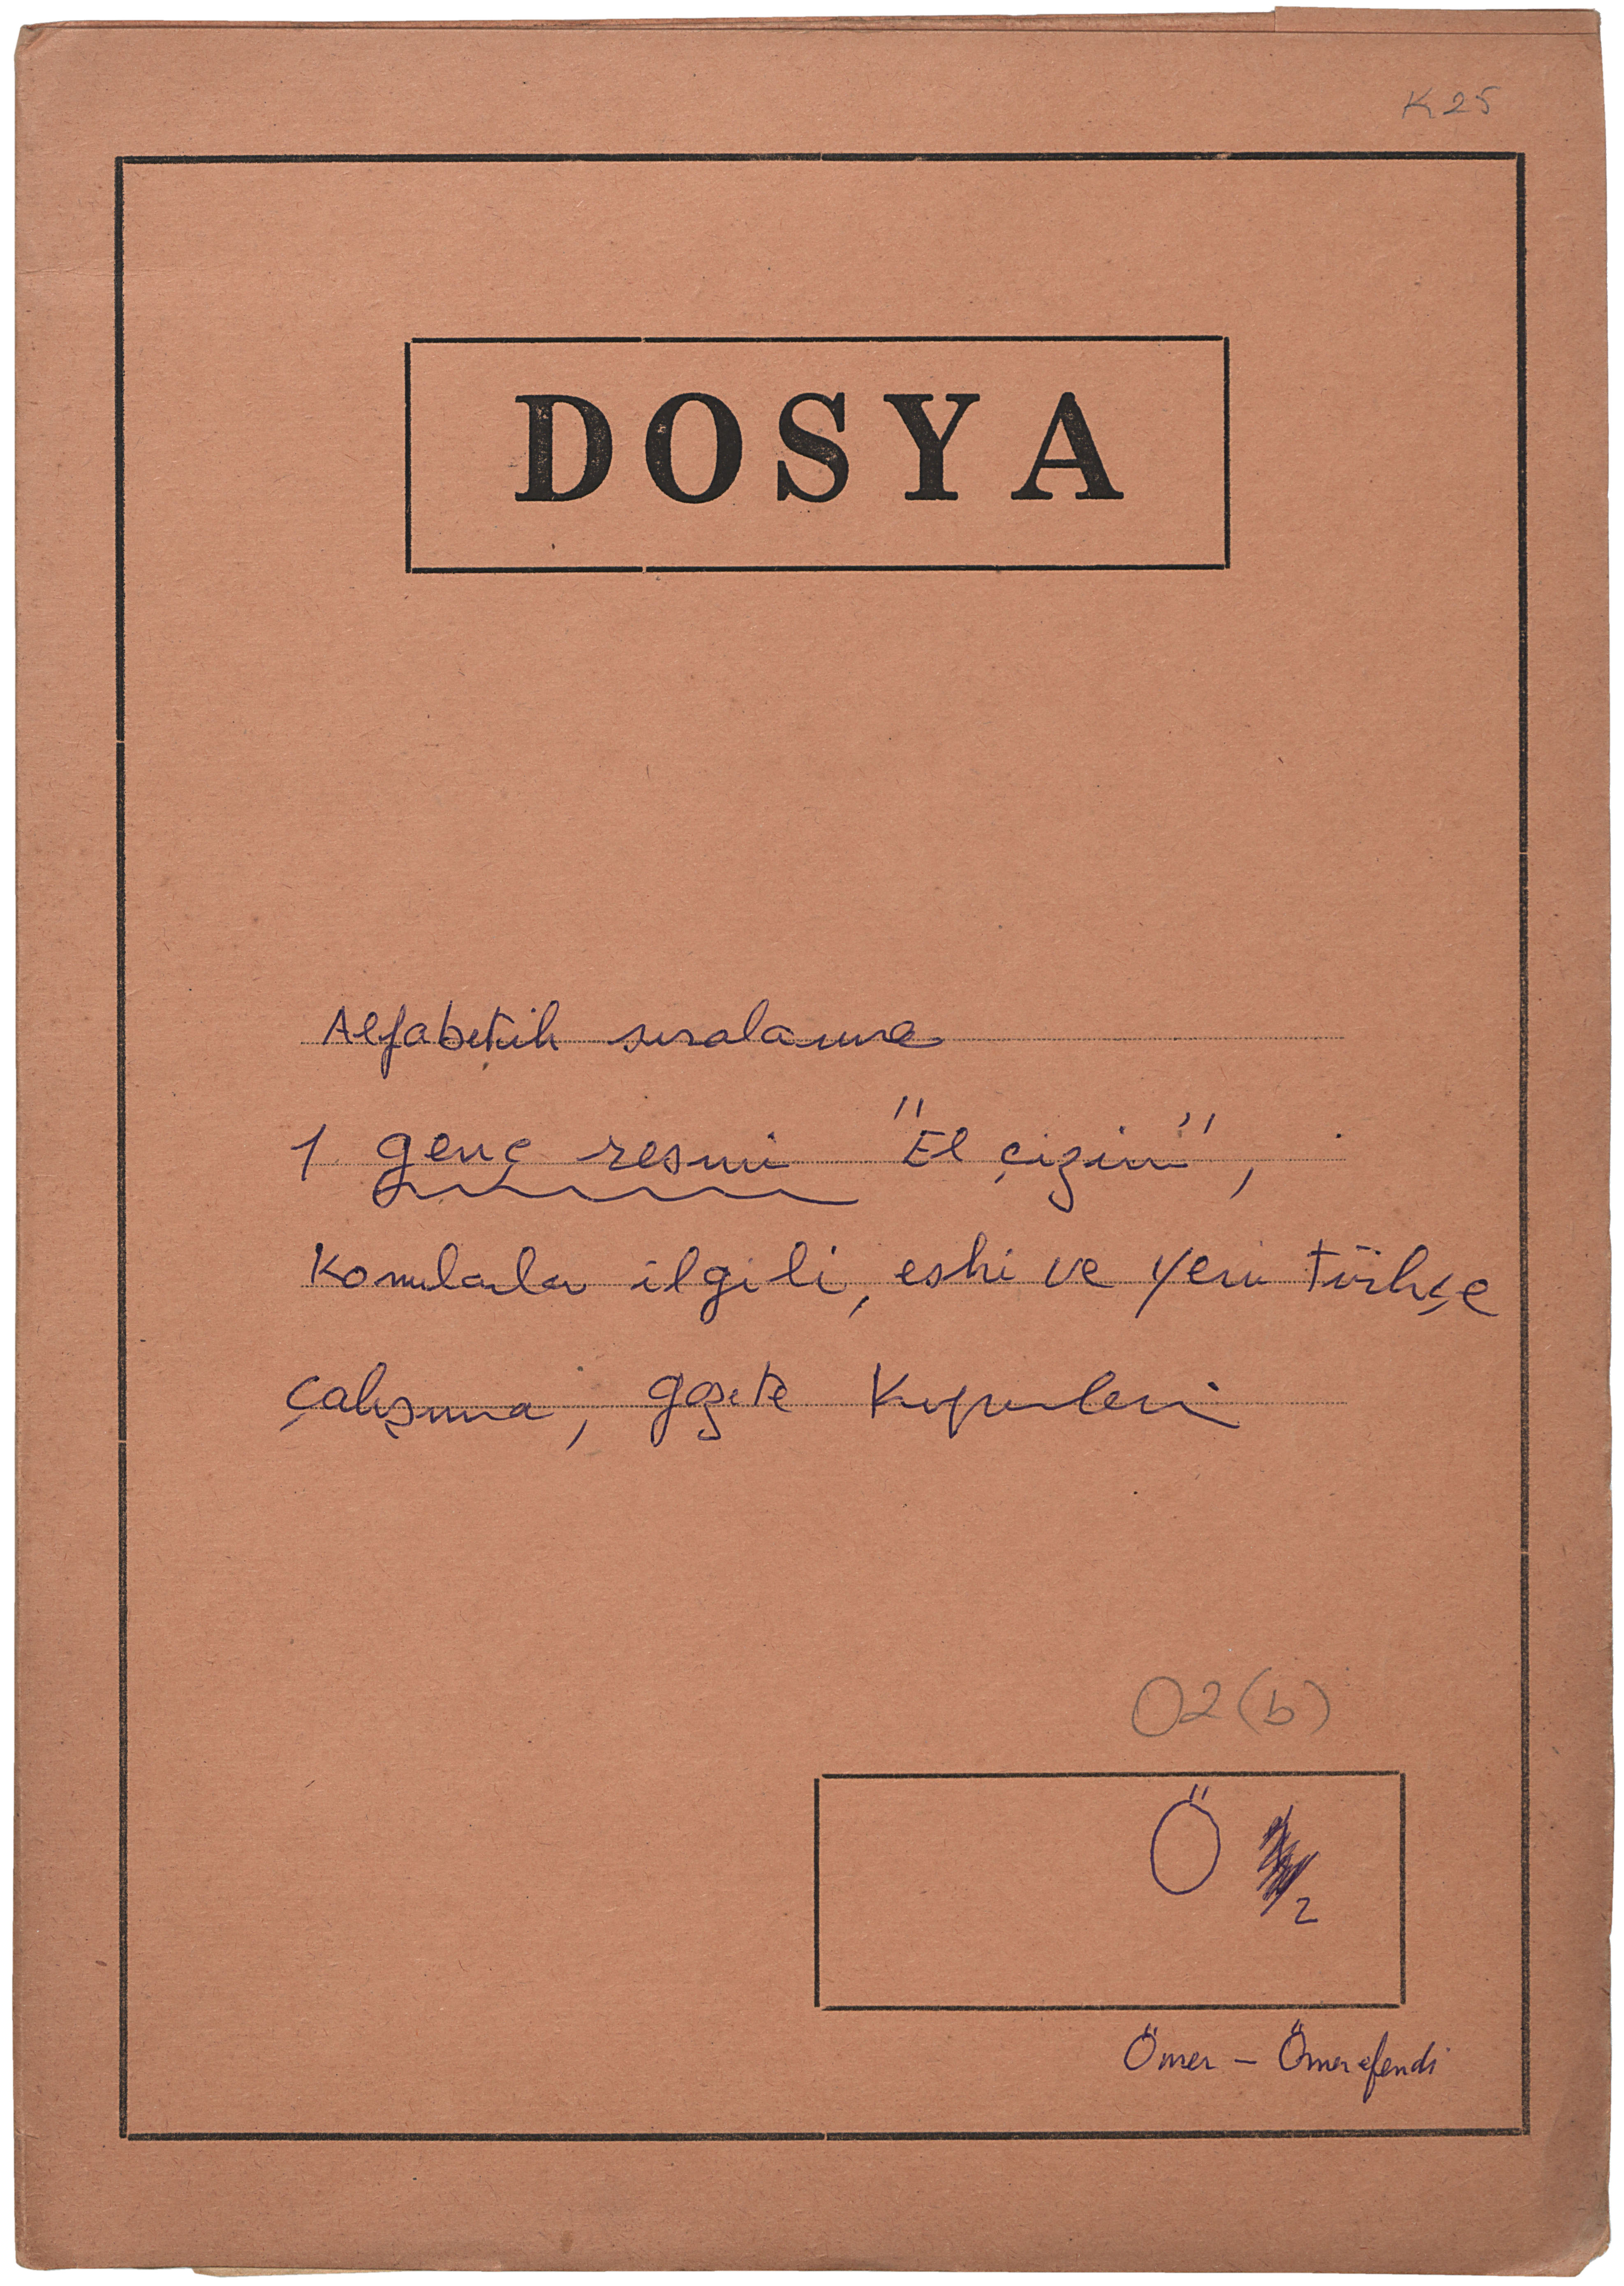 K25
DOSYA
Alfabetik sıralama
1 genç resmi "El çizim",
Konularla ilgili, eski ve yeni türkçe
çalışma, gazete Kupürleri
O2(b)
Ö 2
Ömer – Ömerefendi